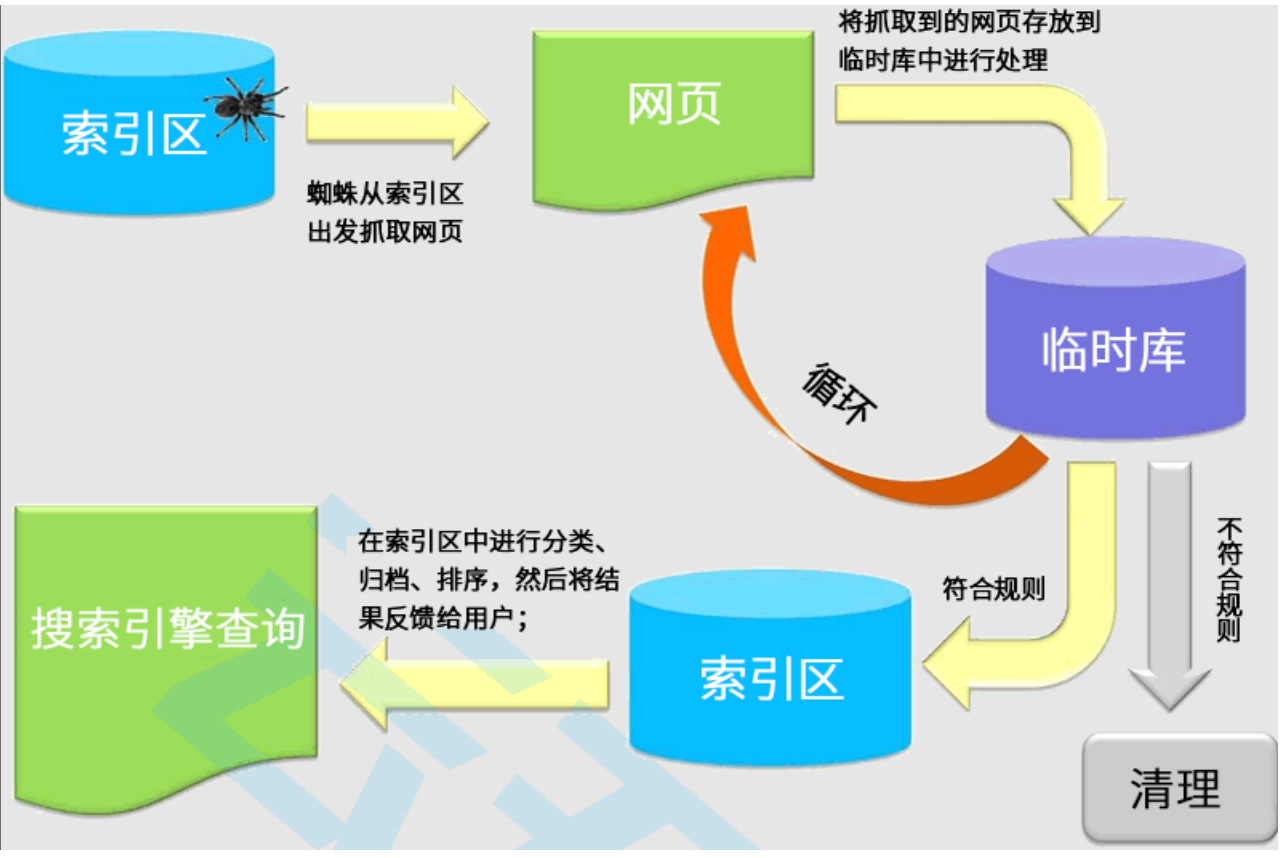 索引区
蜘蛛从索引区
出发抓取网页
网页
将抓取到的网页存放到
临时库中进行处理
临时库
循环
符合规则
不符合规则
清理
索引区
在索引区中进行分类、
归档、排序，然后将结
果反馈给用户；
搜索引擎查询